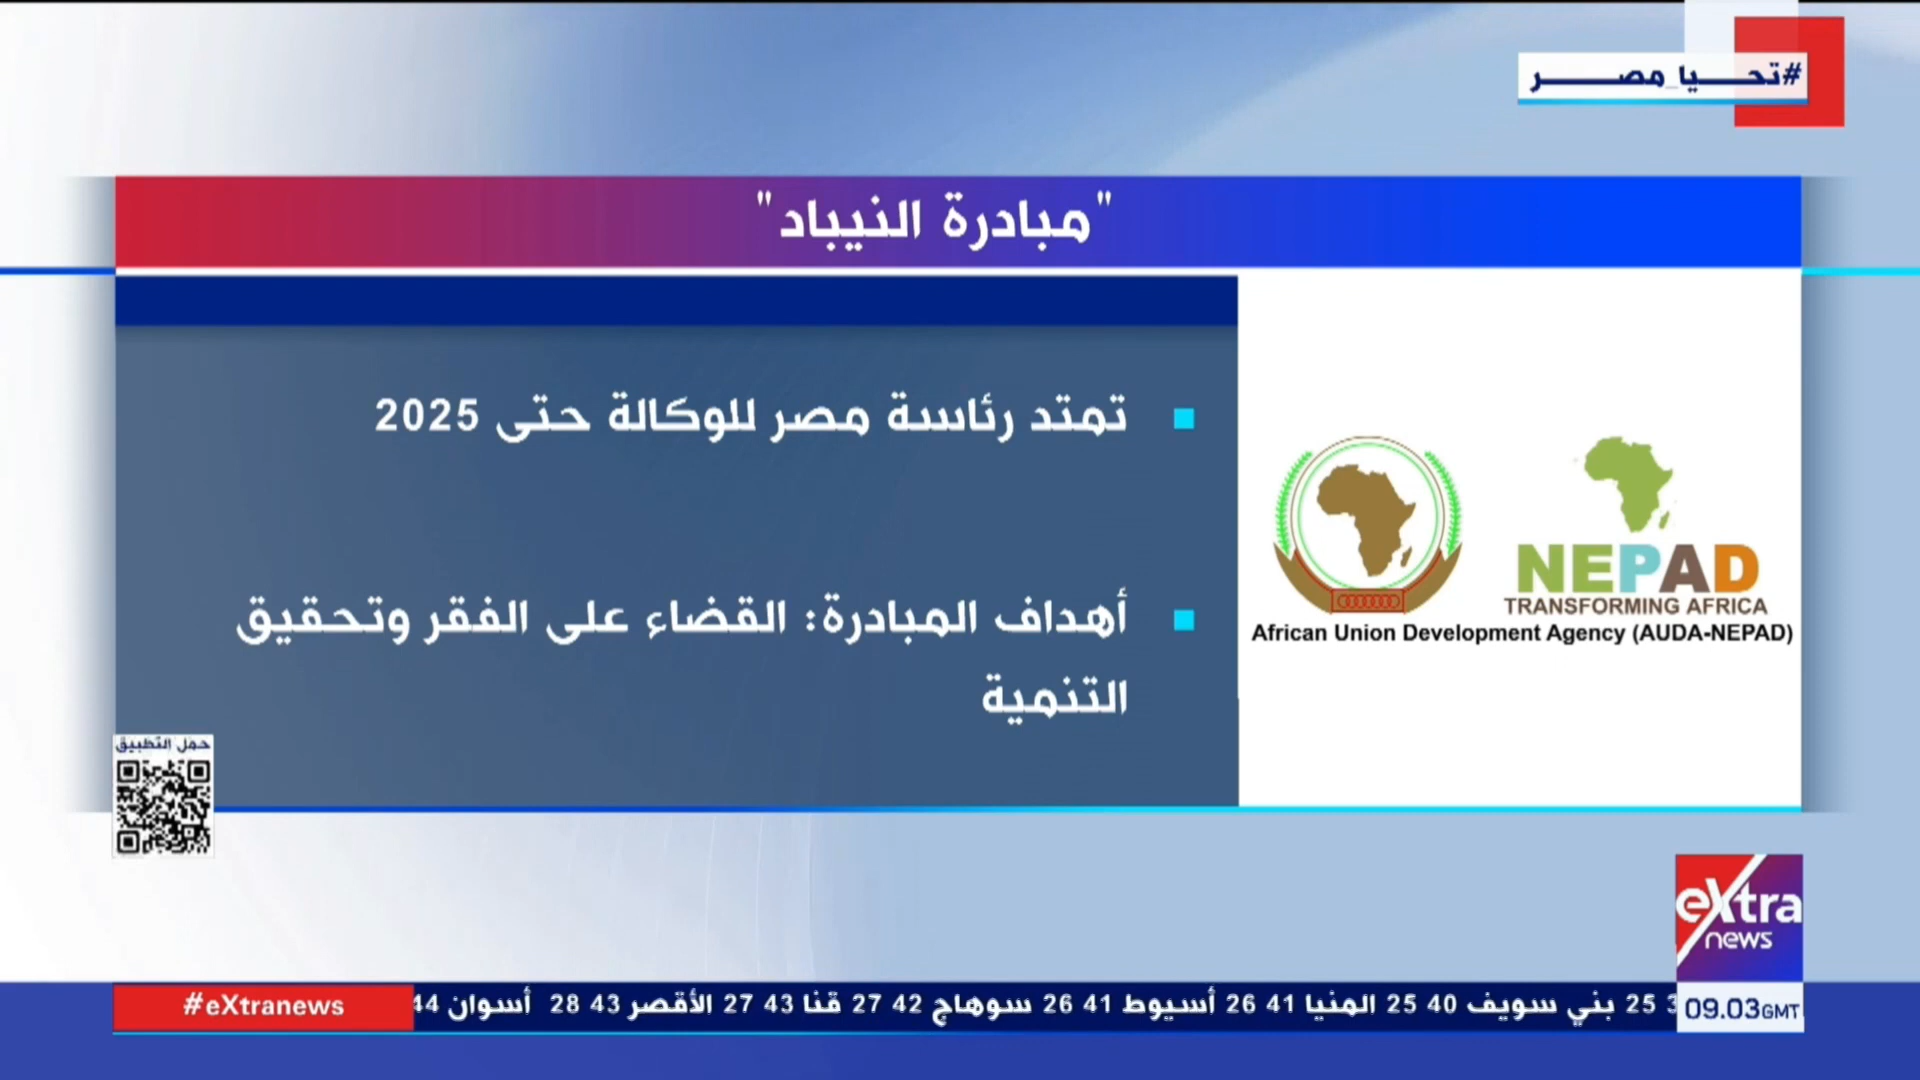 #تحيا_مصر
"مبادرة النيباد"
تمتد رئاسة مصر للوكالة حتى 2025
أهداف المبادرة: القضاء على الفقر وتحقيق
التنمية
NEPAD
TRANSFORMING AFRICA
African Union Development Agency (AUDA-NEPAD)
حمل التطبيق
eXtra
news
25 بني سويف 40 25 المنيا 41 26 أسيوط 41 26 سوهاج 42 27 قنا 43 27 الأقصر 43 28 أسوان 44
#eXtranews
09.03GMT